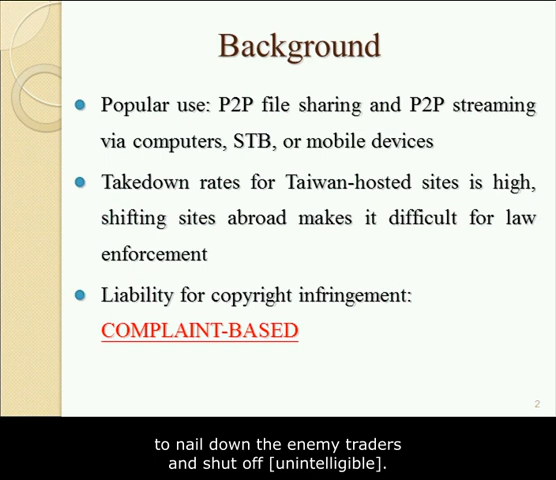 Background
Popular use: P2P file sharing and P2P streaming
via computers, STB, or mobile devices
Takedown rates for Taiwan-hosted sites is high,
shifting sites abroad makes it difficult for law
enforcement
Liability for copyright infringement:
COMPLAINT-BASED
2
to nail down the enemy traders
and shut off [unintelligible].